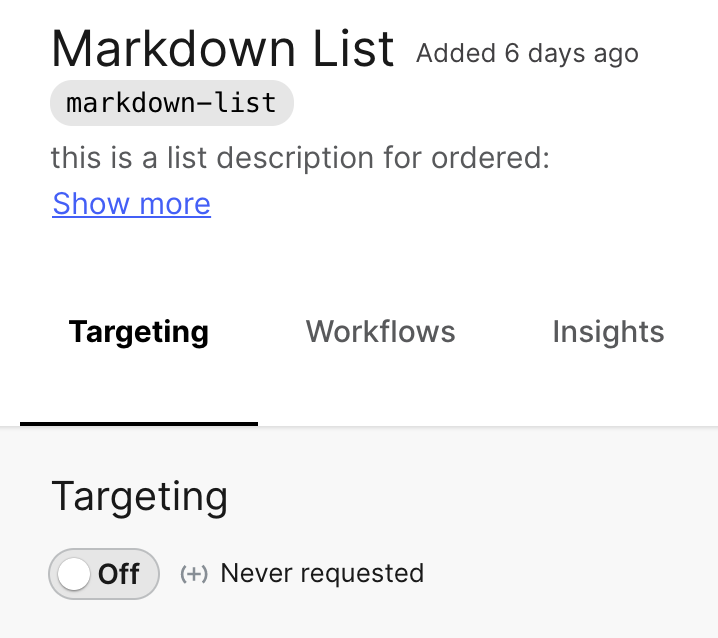 Markdown List Added 6 days ago
markdown-list
this is a list description for ordered:
Show more
Targeting Workflows Insights
Targeting
Off (+) Never requested